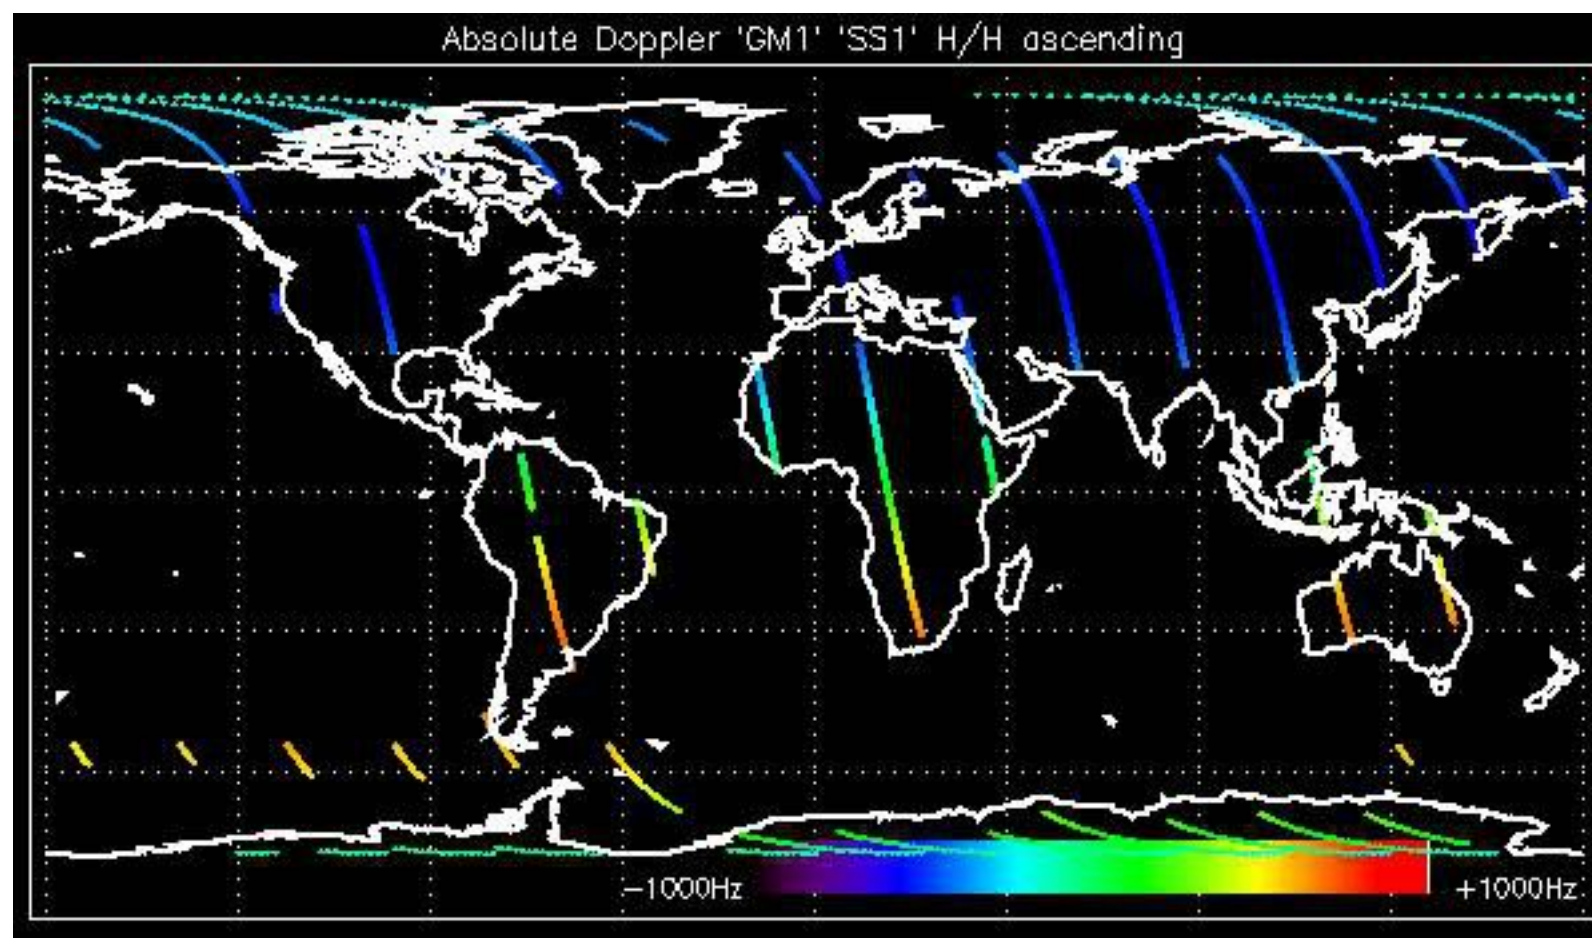 Absolute Doppler 'GM1' 'SS1' H/H ascending
-1000Hz
+1000Hz